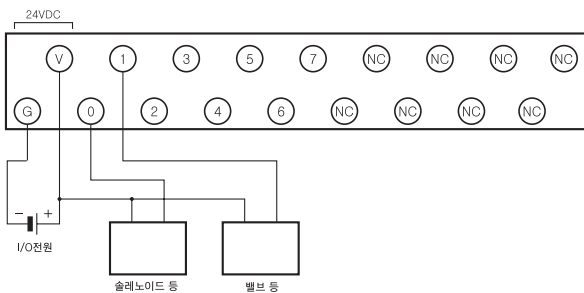 24VDC
V 1 3 5 7 NC NC NC NC
G 0 2 4 6 NC NC NC NC
− +
I/O전원
솔레노이드 등
밸브 등